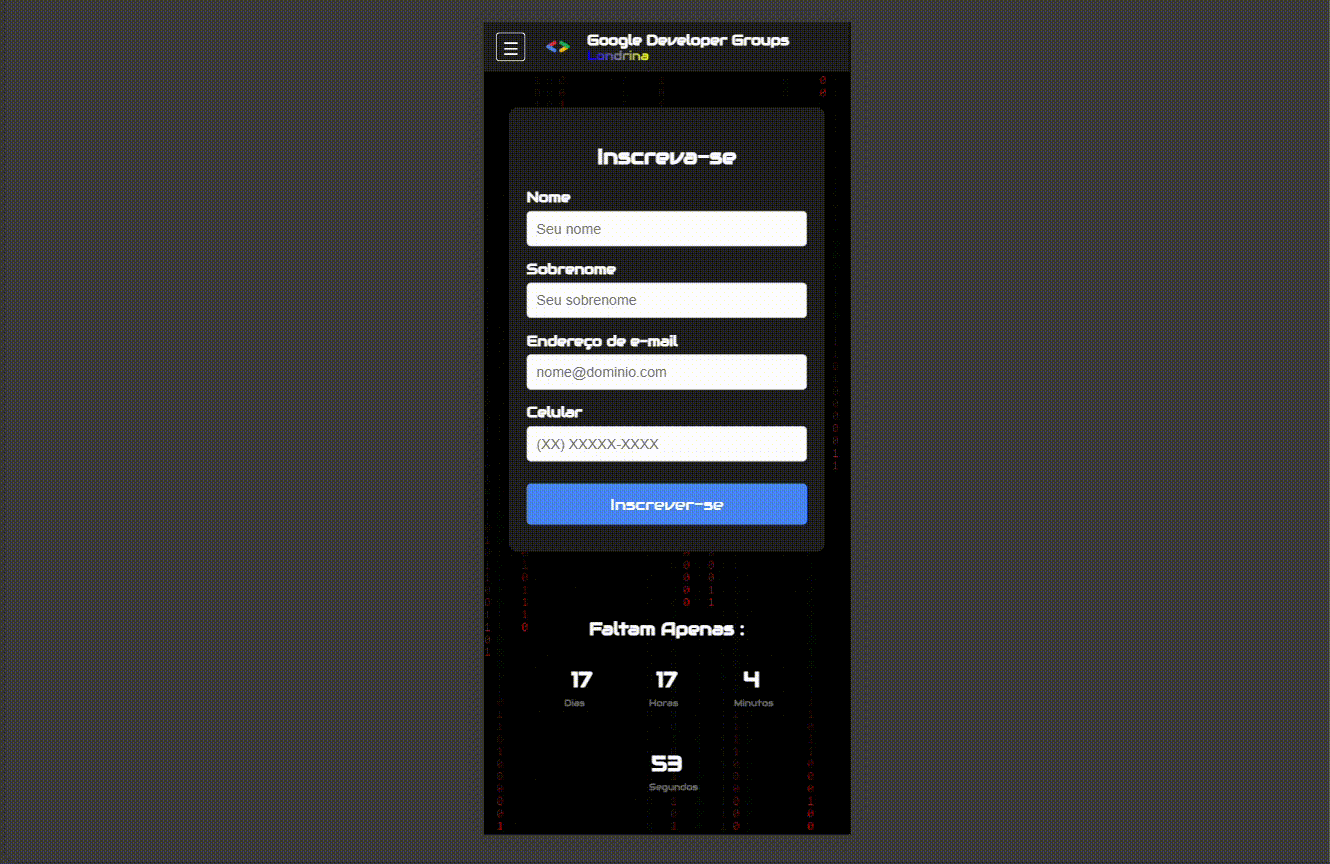 Google Developer Groups
Londrina
Inscreva-se
Nome
Seu nome
Sobrenome
Seu sobrenome
Endereço de e-mail
nome@dominio.com
Celular
(XX) XXXXX-XXXX
Inscrever-se
Faltam Apenas :
17 17 4
Dias Horas Minutos
53
Segundos